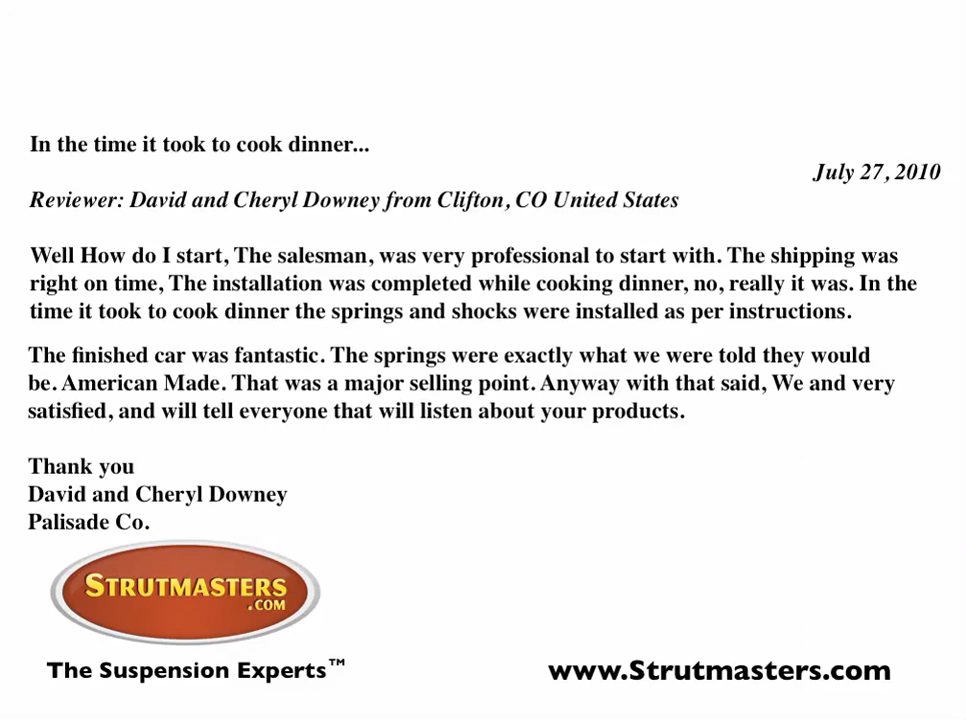 In the time it took to cook dinner...
July 27, 2010
Reviewer: David and Cheryl Downey from Clifton, CO United States
Well How do I start, The salesman, was very professional to start with. The shipping was
right on time, The installation was completed while cooking dinner, no, really it was. In the
time it took to cook dinner the springs and shocks were installed as per instructions.
The finished car was fantastic. The springs were exactly what we were told they would
be. American Made. That was a major selling point. Anyway with that said, We and very
satisfied, and will tell everyone that will listen about your products.
Thank you
David and Cheryl Downey
Palisade Co.
STRUTMASTERS
.COM
The Suspension Experts™
www.Strutmasters.com